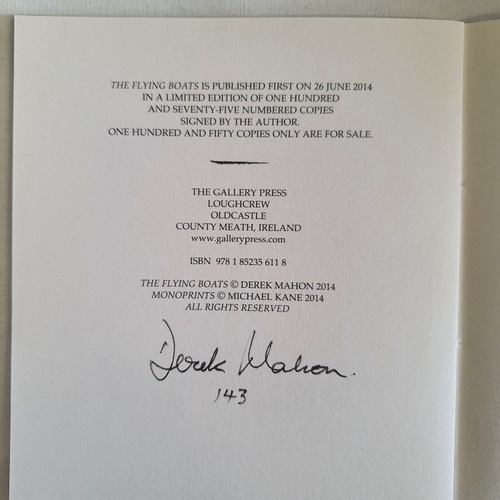 THE FLYING BOATS IS PUBLISHED FIRST ON 26 JUNE 2014
IN A LIMITED EDITION OF ONE HUNDRED
AND SEVENTY-FIVE NUMBERED COPIES
SIGNED BY THE AUTHOR.
ONE HUNDRED AND FIFTY COPIES ONLY ARE FOR SALE.
THE GALLERY PRESS
LOUGHCREW
OLDCASTLE
COUNTY MEATH, IRELAND
www.gallerypress.com
ISBN 978 1 85235 611 8
THE FLYING BOATS © DEREK MAHON 2014
MONOPRINTS © MICHAEL KANE 2014
ALL RIGHTS RESERVED
Derek Mahon.
143